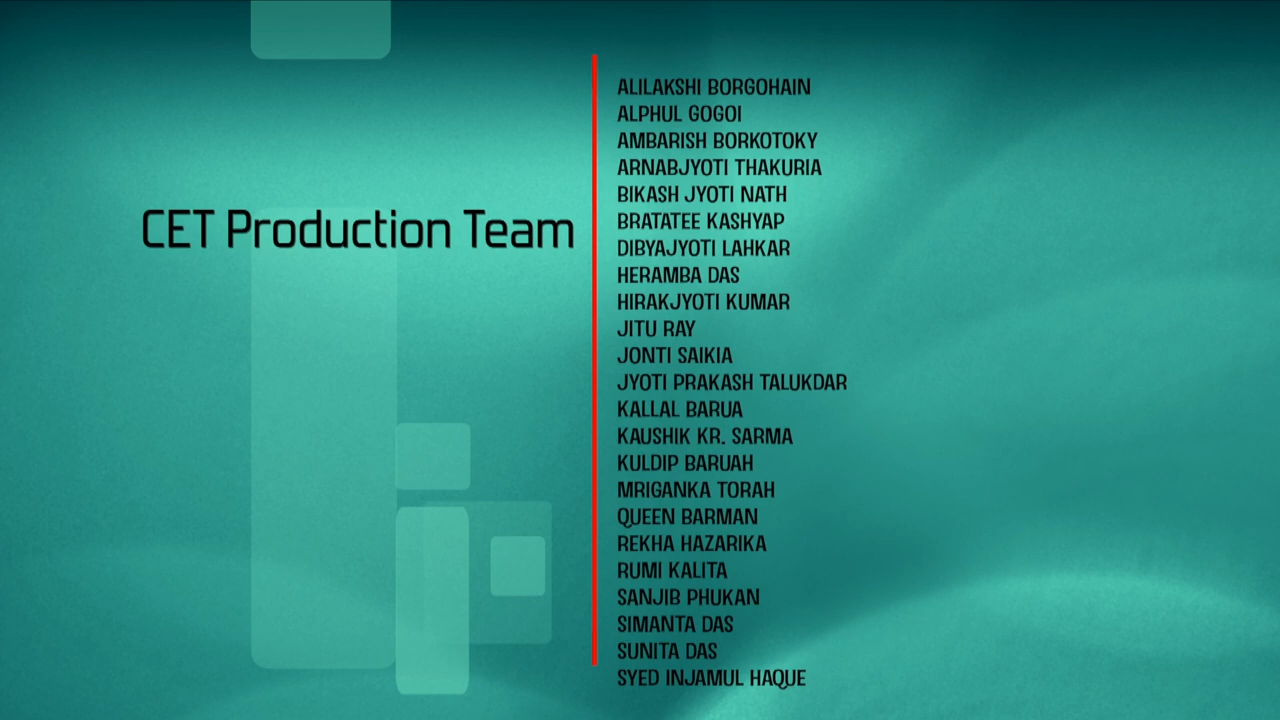 CET Production Team
ALILAKSHI BORGOHAIN
ALPHUL GOGOI
AMBARISH BORKOTOKY
ARNABJYOTI THAKURIA
BIKASH JYOTI NATH
BRATATEE KASHYAP
DIBYAJYOTI LAHKAR
HERAMBA DAS
HIRAKJYOTI KUMAR
JITU RAY
JONTI SAIKIA
JYOTI PRAKASH TALUKDAR
KALLAL BARUA
KAUSHIK KR. SARMA
KULDIP BARUAH
MRIGANKA TORAH
QUEEN BARMAN
REKHA HAZARIKA
RUMI KALITA
SANJIB PHUKAN
SIMANTA DAS
SUNITA DAS
SYED INJAMUL HAQUE